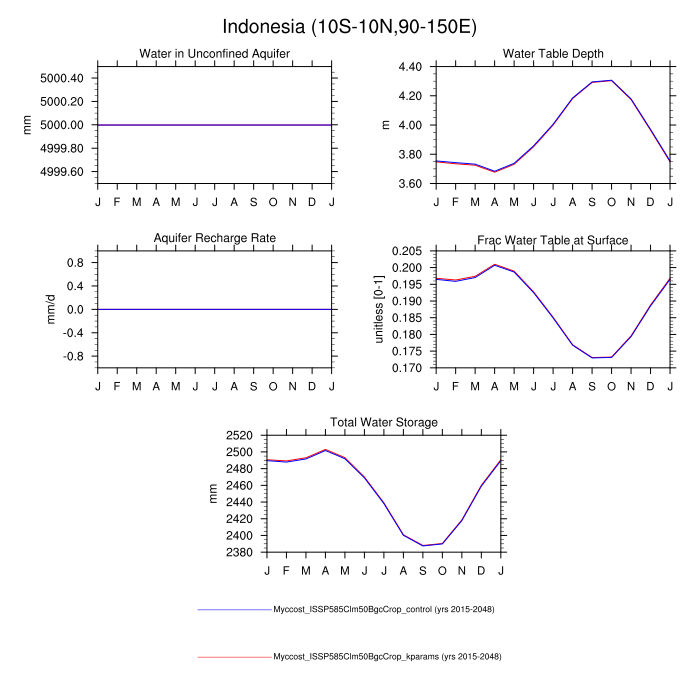 Indonesia (10S-10N,90-150E)
Water in Unconfined Aquifer
5000.40
5000.20
5000.00
4999.80
4999.60
mm
J F M A M J J A S O N D J
Water Table Depth
4.40
4.20
4.00
3.80
3.60
m
J F M A M J J A S O N D J
Aquifer Recharge Rate
0.8
0.4
0.0
-0.4
-0.8
mm/d
J F M A M J J A S O N D J
Frac Water Table at Surface
0.205
0.200
0.195
0.190
0.185
0.180
0.175
0.170
unitless [0-1]
J F M A M J J A S O N D J
Total Water Storage
2520
2500
2480
2460
2440
2420
2400
2380
mm
J F M A M J J A S O N D J
Myccost_ISSP585Clm50BgcCrop_control (yrs 2015-2048)
Myccost_ISSP585Clm50BgcCrop_kparams (yrs 2015-2048)